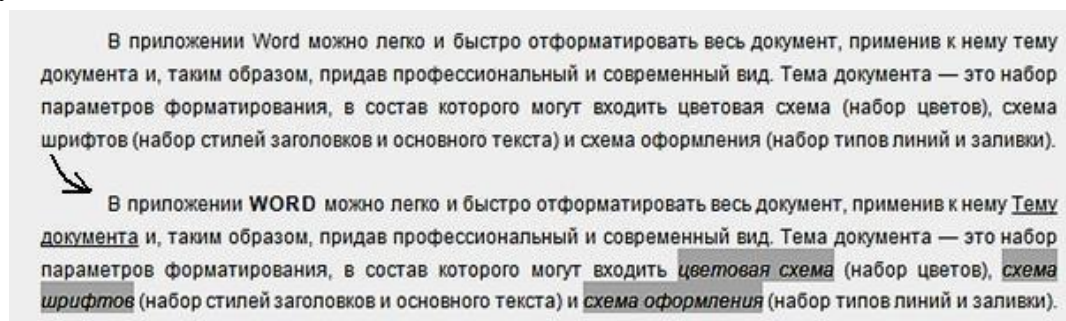 В приложении Word можно легко и быстро отформатировать весь документ, применив к нему тему
документа и, таким образом, придав профессиональный и современный вид. Тема документа — это набор
параметров форматирования, в состав которого могут входить цветовая схема (набор цветов), схема
шрифтов (набор стилей заголовков и основного текста) и схема оформления (набор типов линий и заливки).
В приложении WORD можно легко и быстро отформатировать весь документ, применив к нему Тему
документа и, таким образом, придав профессиональный и современный вид. Тема документа — это набор
параметров форматирования, в состав которого могут входить цветовая схема (набор цветов), схема
шрифтов (набор стилей заголовков и основного текста) и схема оформления (набор типов линий и заливки).